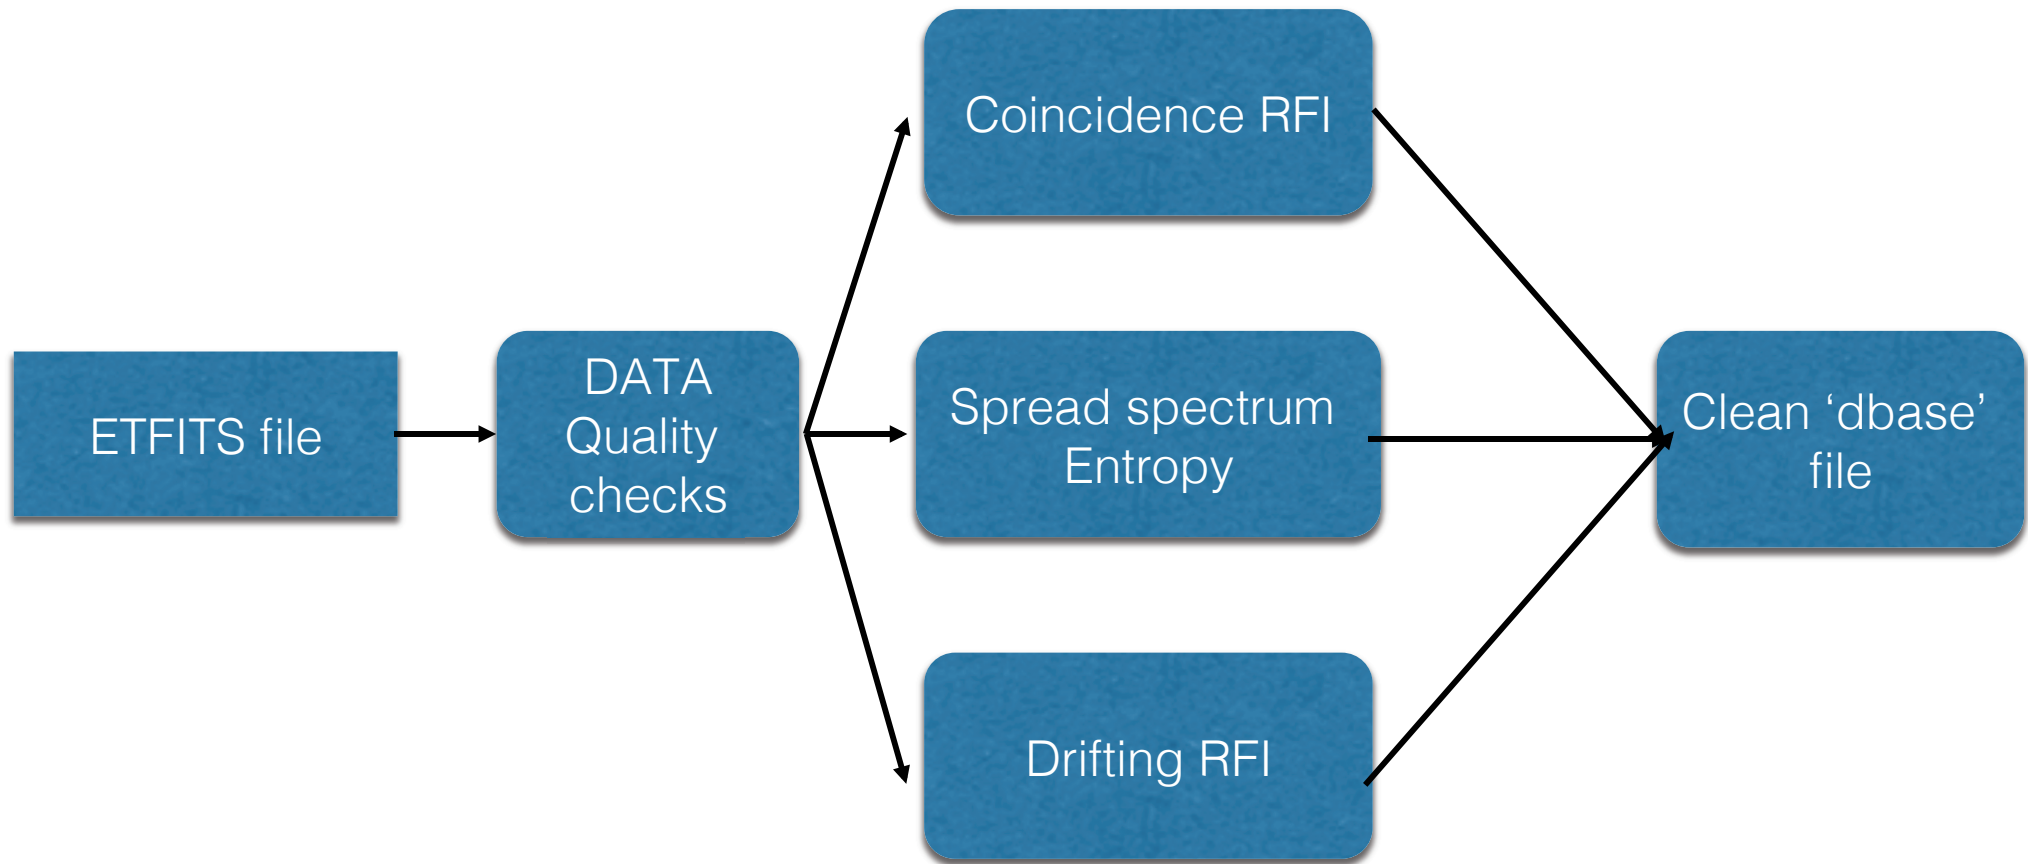 ETFITS file
DATA
Quality
checks
Coincidence RFI
Spread spectrum
Entropy
Drifting RFI
Clean ‘dbase’
file